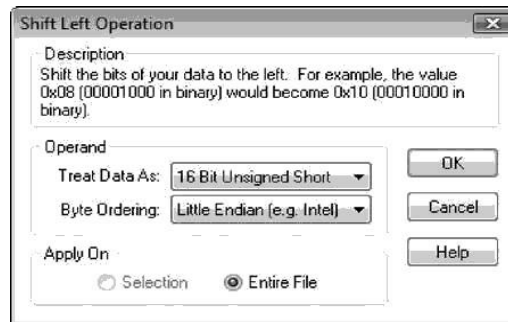 Shift Left Operation
Description
Shift the bits of your data to the left. For example, the value
0x08 (00001000 in binary) would become 0x10 (00010000 in
binary).
Operand
Treat Data As: 16 Bit Unsigned Short
Byte Ordering: Little Endian (e.g. Intel)
OK
Cancel
Help
Apply On
Selection Entire File